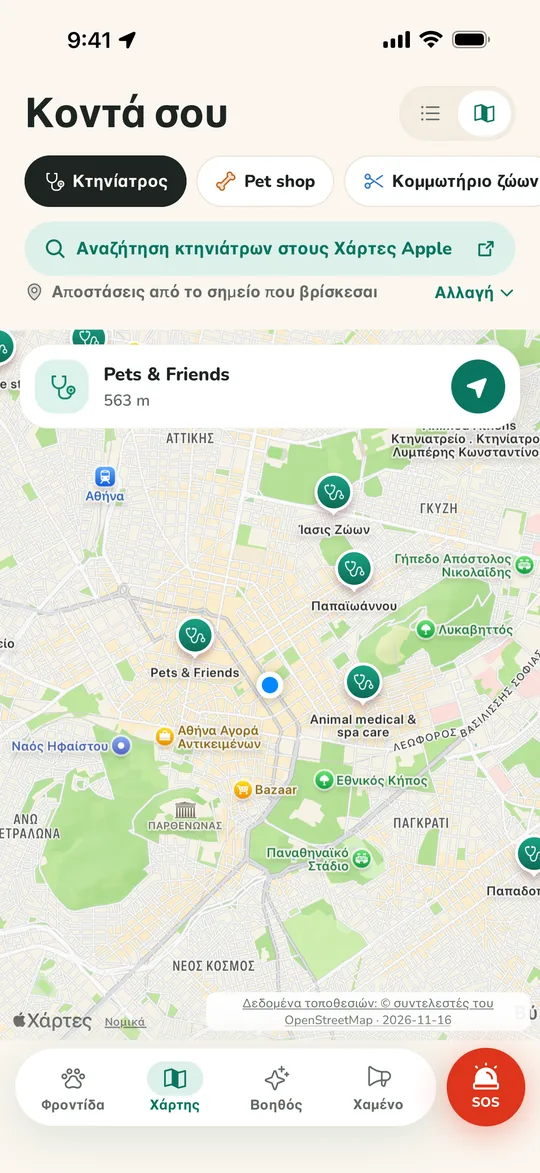 9:41
Κοντά σου
Κτηνίατρος
Pet shop
Κομμωτήριο ζώων
Αναζήτηση κτηνιάτρων στους Χάρτες Apple
Αποστάσεις από το σημείο που βρίσκεσαι
Αλλαγή
Pets & Friends
563 m
ΑΤΤΙΚΗΣ
Κτηνιατρείο . Κτηνίατρο
Λυμπέρης Κωνσταντίνο
Αθήνα
ΓΚΥΖΗ
Ίασις Ζώων
Γήπεδο Απόστολος
Νικολαΐδης
Παπαϊωάννου
Λυκαβηττός
Pets & Friends
Animal medical &
spa care
ΛΕΩΦΟΡΟΣ ΒΑΣΙΛΙΣΣΗΣ ΣΟΦΙΑΣ
Ναός Ηφαίστου
Αθήνα Αγορά
Αντικειμένων
Bazaar
Εθνικός Κήπος
ΑΝΩ
ΕΤΡΑΛΩΝΑ
ΠΑΡΘΕΝΩΝΑΣ
ΠΑΓΚΡΑΤΙ
Παναθηναϊκό
Στάδιο
Παπαδοπ
ΝΕΟΣ ΚΟΣΜΟΣ
Χάρτες
Νομικά
Δεδομένα τοποθεσιών: © συντελεστές του
OpenStreetMap · 2026-11-16
Φροντίδα
Χάρτης
Βοηθός
Χαμένο
SOS